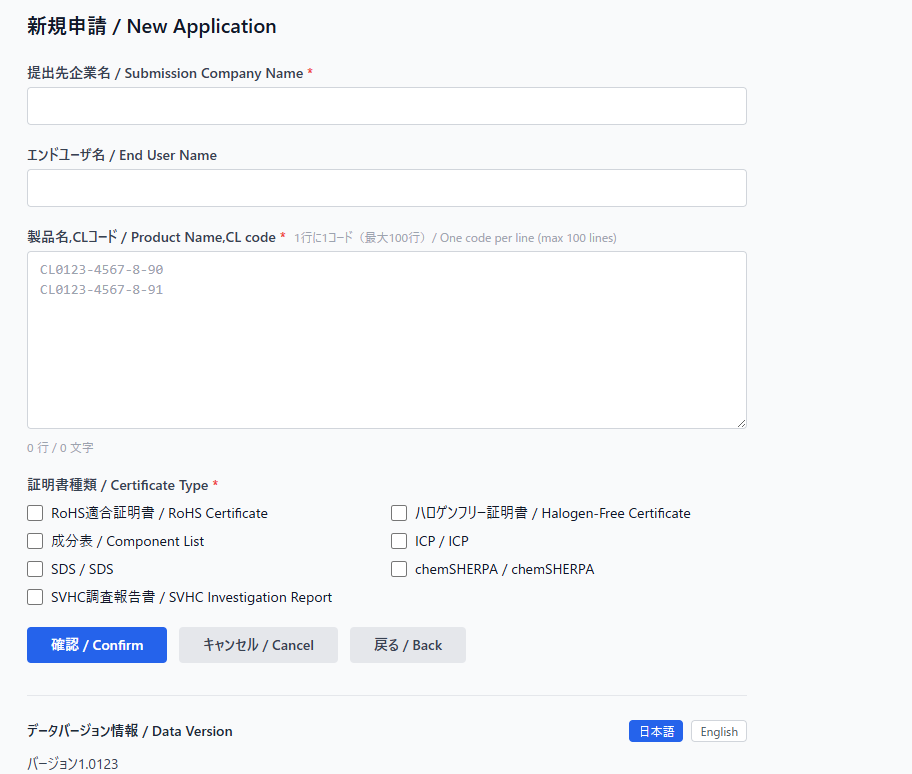 新規申請 / New Application
提出先企業名 / Submission Company Name *
エンドユーザ名 / End User Name
製品名,CLコード / Product Name,CL code * 1行に1コード（最大100行）/ One code per line (max 100 lines)
CL0123-4567-8-90
CL0123-4567-8-91
0 行 / 0 文字
証明書種類 / Certificate Type *
RoHS適合証明書 / RoHS Certificate
ハロゲンフリー証明書 / Halogen-Free Certificate
成分表 / Component List
ICP / ICP
SDS / SDS
chemSHERPA / chemSHERPA
SVHC調査報告書 / SVHC Investigation Report
確認 / Confirm
キャンセル / Cancel
戻る / Back
データバージョン情報 / Data Version
日本語
English
バージョン1.0123